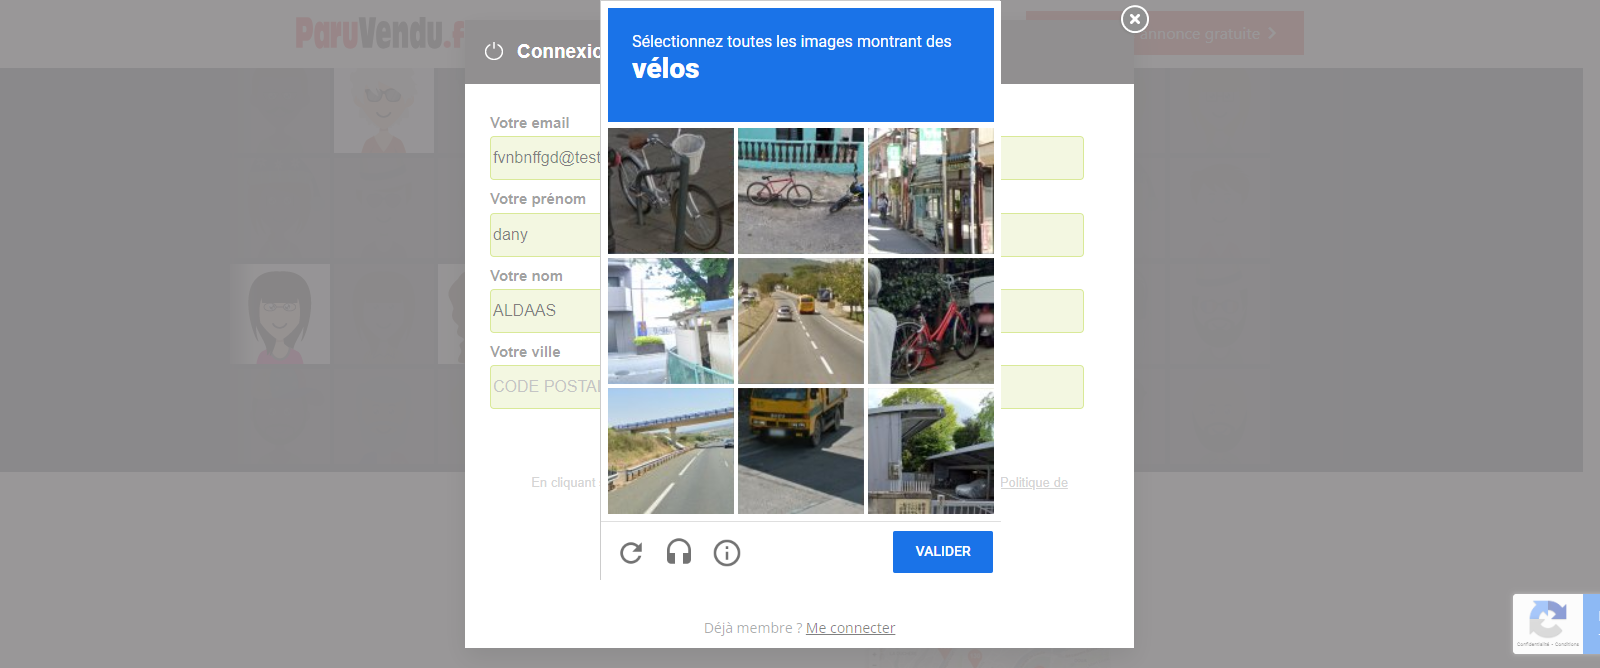 ParuVendu.f
annonce gratuite
Connexio
Sélectionnez toutes les images montrant des
vélos
Votre email
fvnbnffgd@test
Votre prénom
dany
Votre nom
ALDAAS
Votre ville
CODE POSTAL
En cliquant
Politique de
VALIDER
Déjà membre ? Me connecter
Confidentialité - Conditions